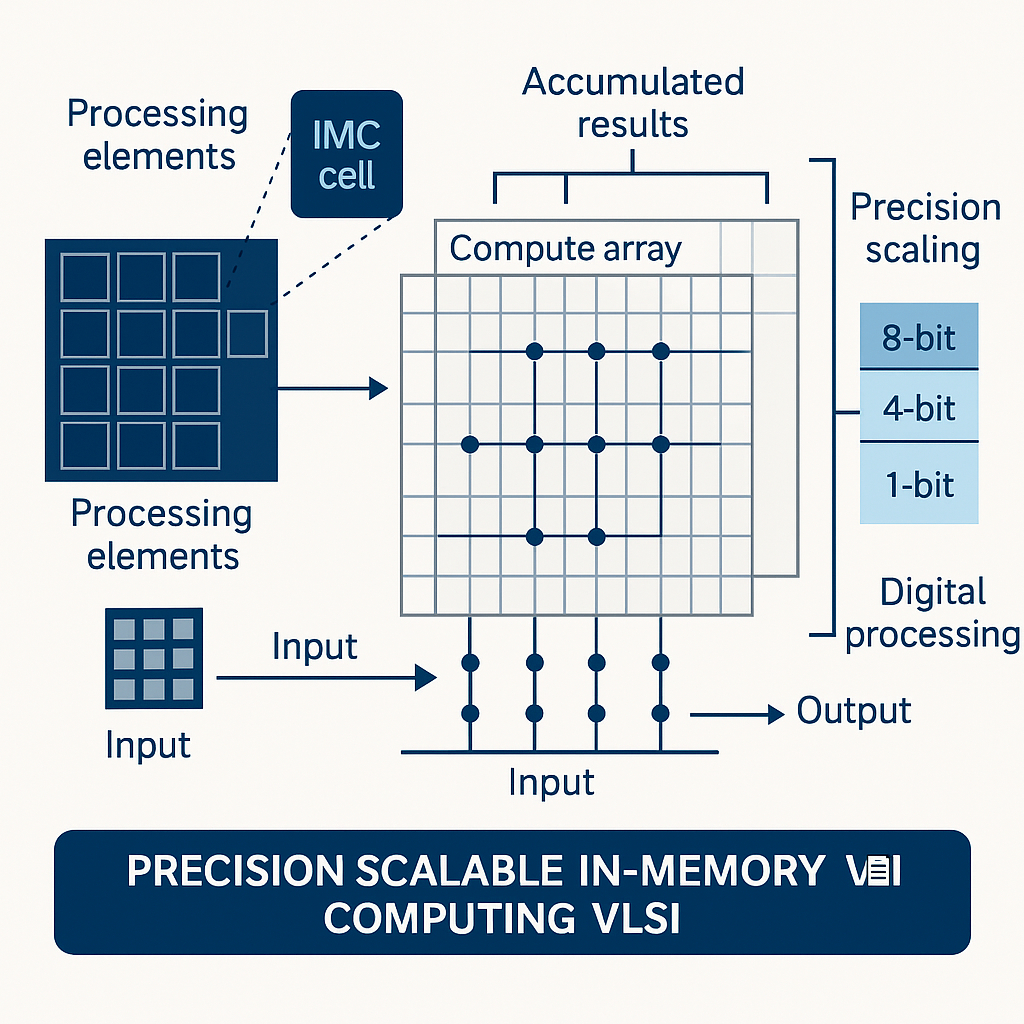 Accumulated
results
Processing
elements
IMC
cell
Compute array
Precision
scaling
8-bit
4-bit
1-bit
Processing
elements
Digital
processing
Input
Input
Output
Input
PRECISION SCALABLE IN-MEMORY
COMPUTING VLSI